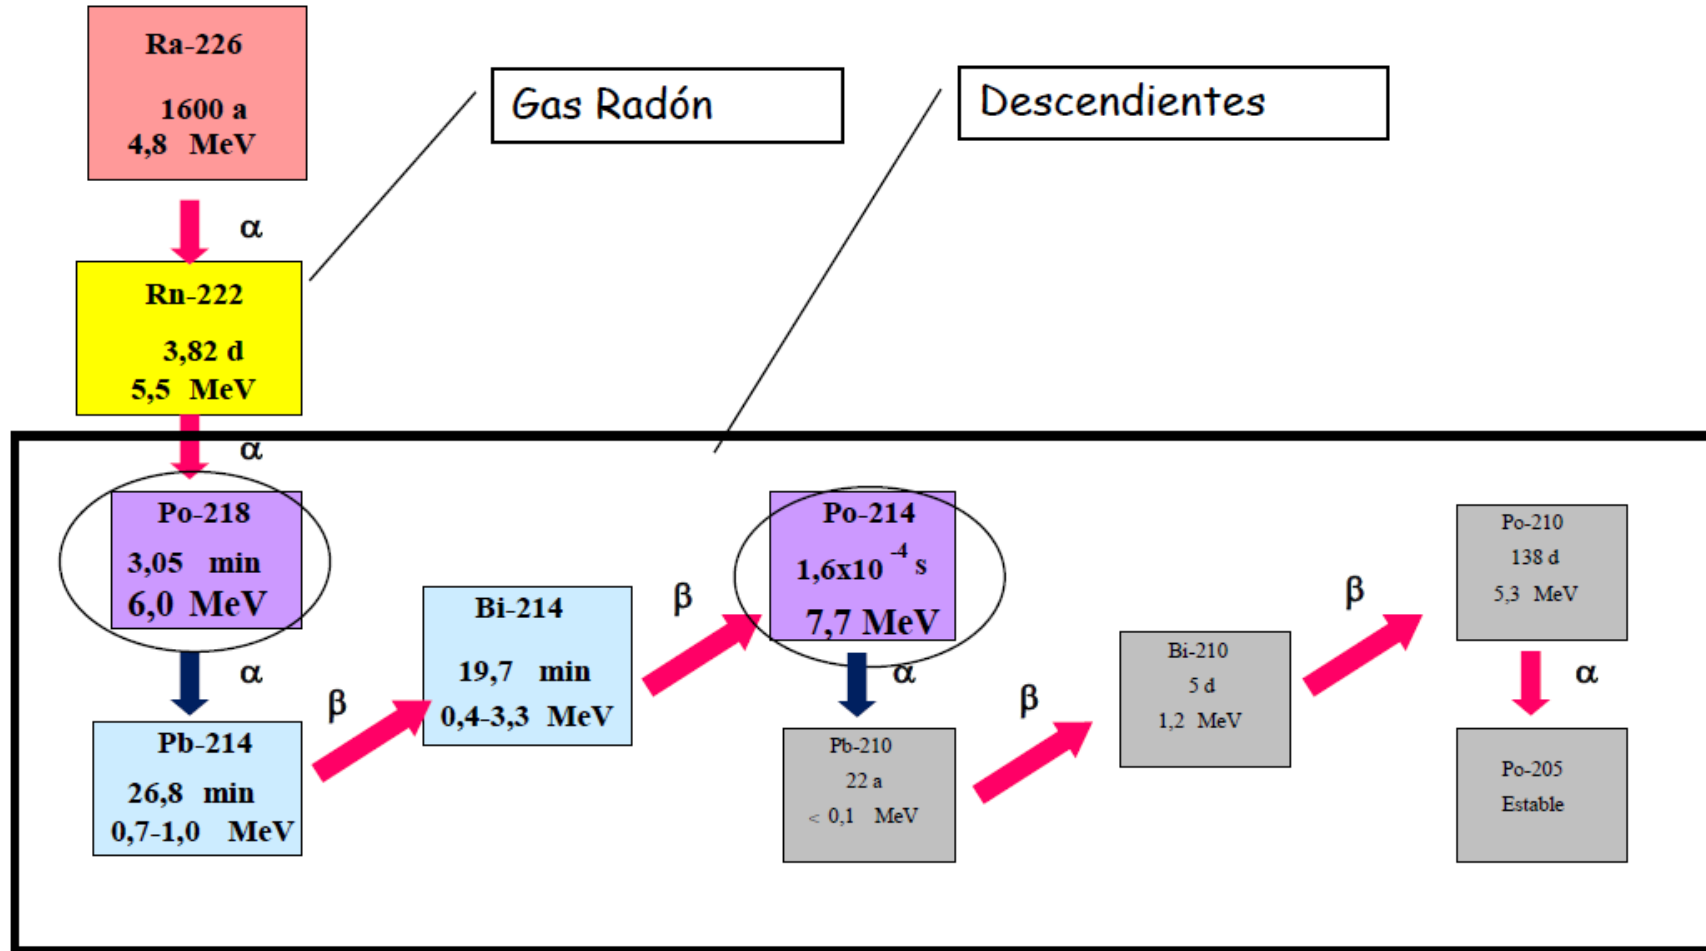 Ra-226
1600 a
4,8 MeV
Gas Radón
Descendientes
α
Rn-222
3,82 d
5,5 MeV
α
Po-218
3,05 min
6,0 MeV
α
Pb-214
26,8 min
0,7-1,0 MeV
β
Bi-214
19,7 min
0,4-3,3 MeV
β
Po-214
1,6x10 -4 s
7,7 MeV
α
Pb-210
22 a
< 0,1 MeV
β
Bi-210
5 d
1,2 MeV
β
Po-210
138 d
5,3 MeV
α
Po-205
Estable